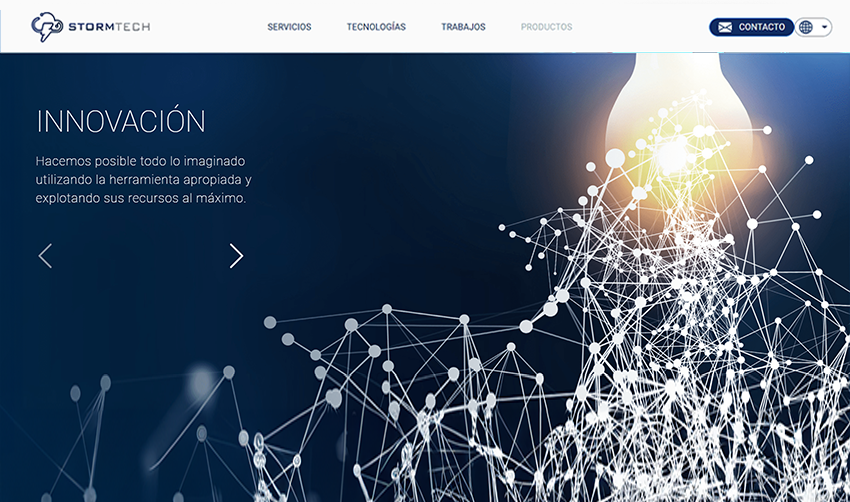 STORMTECH
SERVICIOS
TECNOLOGÍAS
TRABAJOS
PRODUCTOS
CONTACTO
INNOVACIÓN
Hacemos posible todo lo imaginado
utilizando la herramienta apropiada y
explotando sus recursos al máximo.